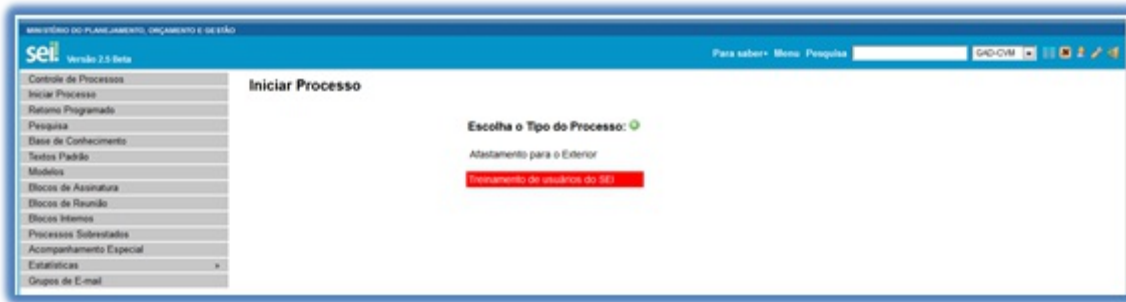 MINISTÉRIO DO PLANEJAMENTO, ORÇAMENTO E GESTÃO
sei! Versão 2.5 Beta
Para saber+ Menu Pesquisa GAD-CVM
Controle de Processos
Iniciar Processo
Retorno Programado
Pesquisa
Base de Conhecimento
Textos Padrão
Modelos
Blocos de Assinatura
Blocos de Reunião
Blocos Internos
Processos Sobrestados
Acompanhamento Especial
Estatísticas
Grupos de E-mail
Iniciar Processo
Escolha o Tipo do Processo:
Afastamento para o Exterior
Treinamento de usuários do SEI